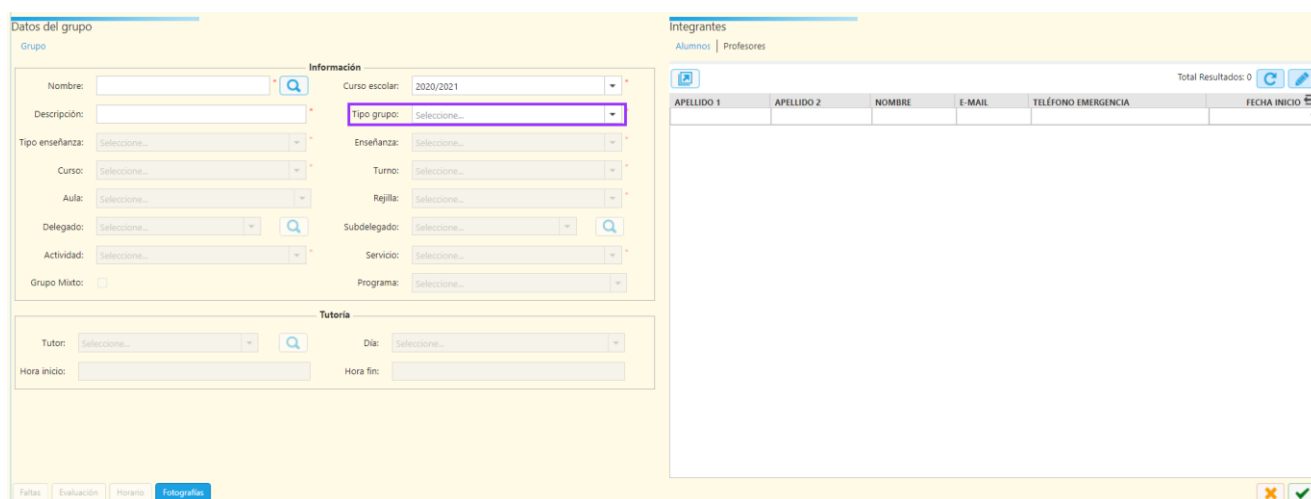 Datos del grupo
Grupo
Información
Nombre: * Curso escolar: 2020/2021 *
Descripción: * Tipo grupo: Seleccione... *
Tipo enseñanza: Seleccione... * Enseñanza: Seleccione... *
Curso: Seleccione... * Turno: Seleccione... *
Aula: Seleccione... Rejilla: Seleccione... *
Delegado: Seleccione... Subdelegado: Seleccione...
Actividad: Seleccione... * Servicio: Seleccione... *
Grupo Mixto: Programa: Seleccione...
Tutoría
Tutor: Seleccione... Día: Seleccione...
Hora inicio: Hora fin:
Faltas Evaluación Horario Fotografías
Integrantes
Alumnos | Profesores
Total Resultados: 0
APELLIDO 1 APELLIDO 2 NOMBRE E-MAIL TELÉFONO EMERGENCIA FECHA INICIO